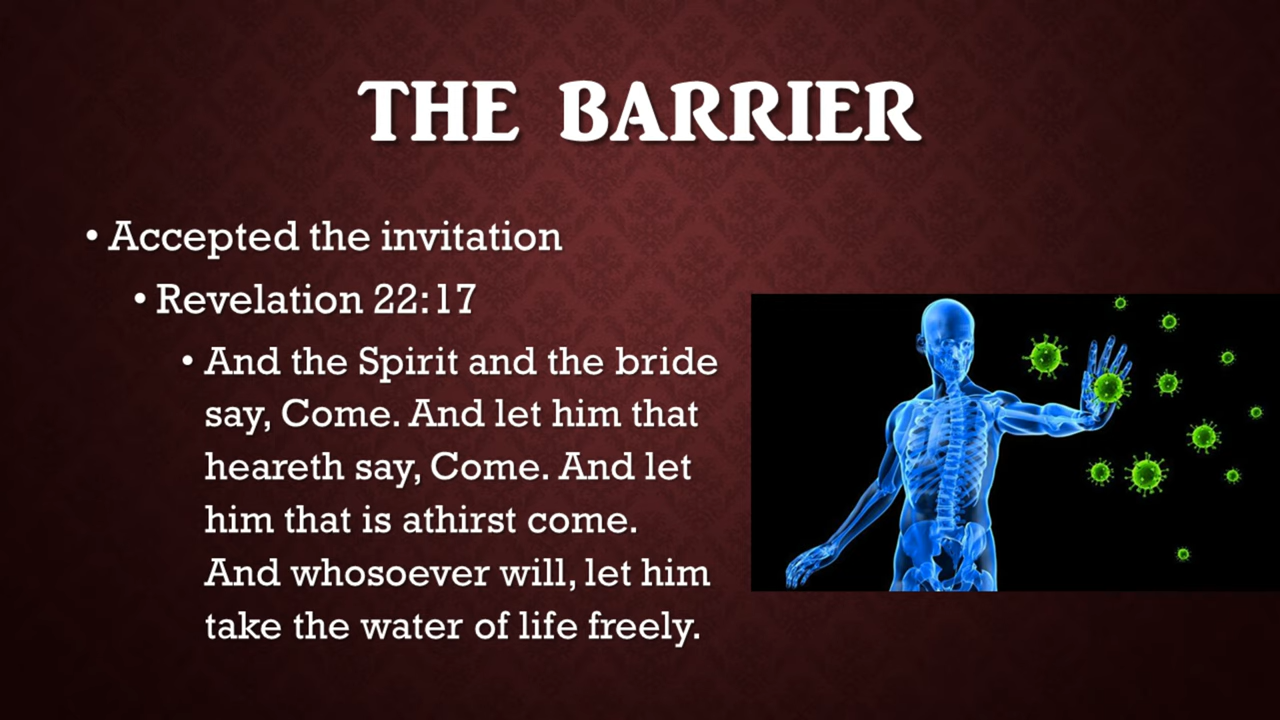 THE BARRIER
• Accepted the invitation
• Revelation 22:17
• And the Spirit and the bride
say, Come. And let him that
heareth say, Come. And let
him that is athirst come.
And whosoever will, let him
take the water of life freely.